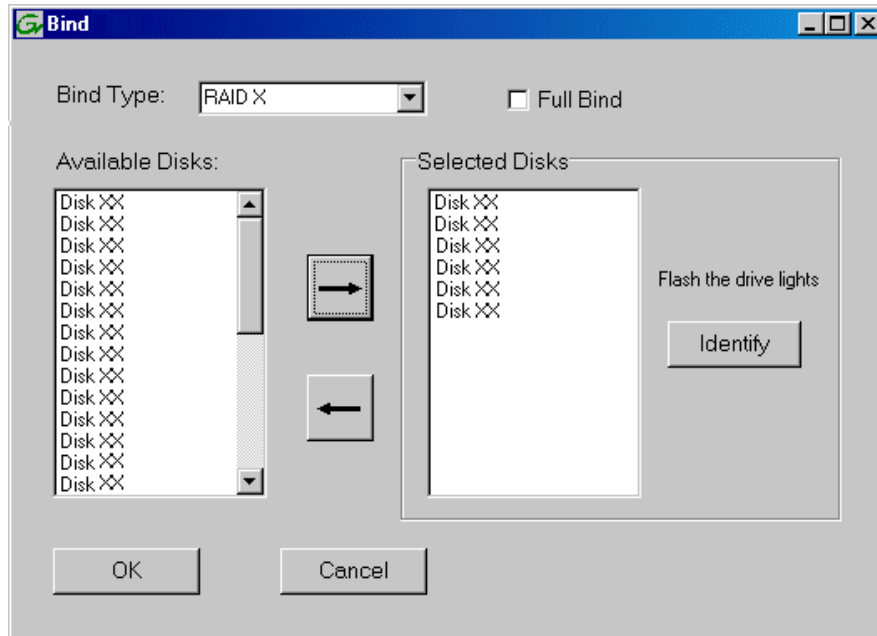 Bind
Bind Type:
RAID X
Full Bind
Available Disks:
Disk XX
Disk XX
Disk XX
Disk XX
Disk XX
Disk XX
Disk XX
Disk XX
Disk XX
Disk XX
Disk XX
Disk XX
Disk XX
Disk XX
Selected Disks
Disk XX
Disk XX
Disk XX
Disk XX
Disk XX
Disk XX
Flash the drive lights
Identify
OK
Cancel